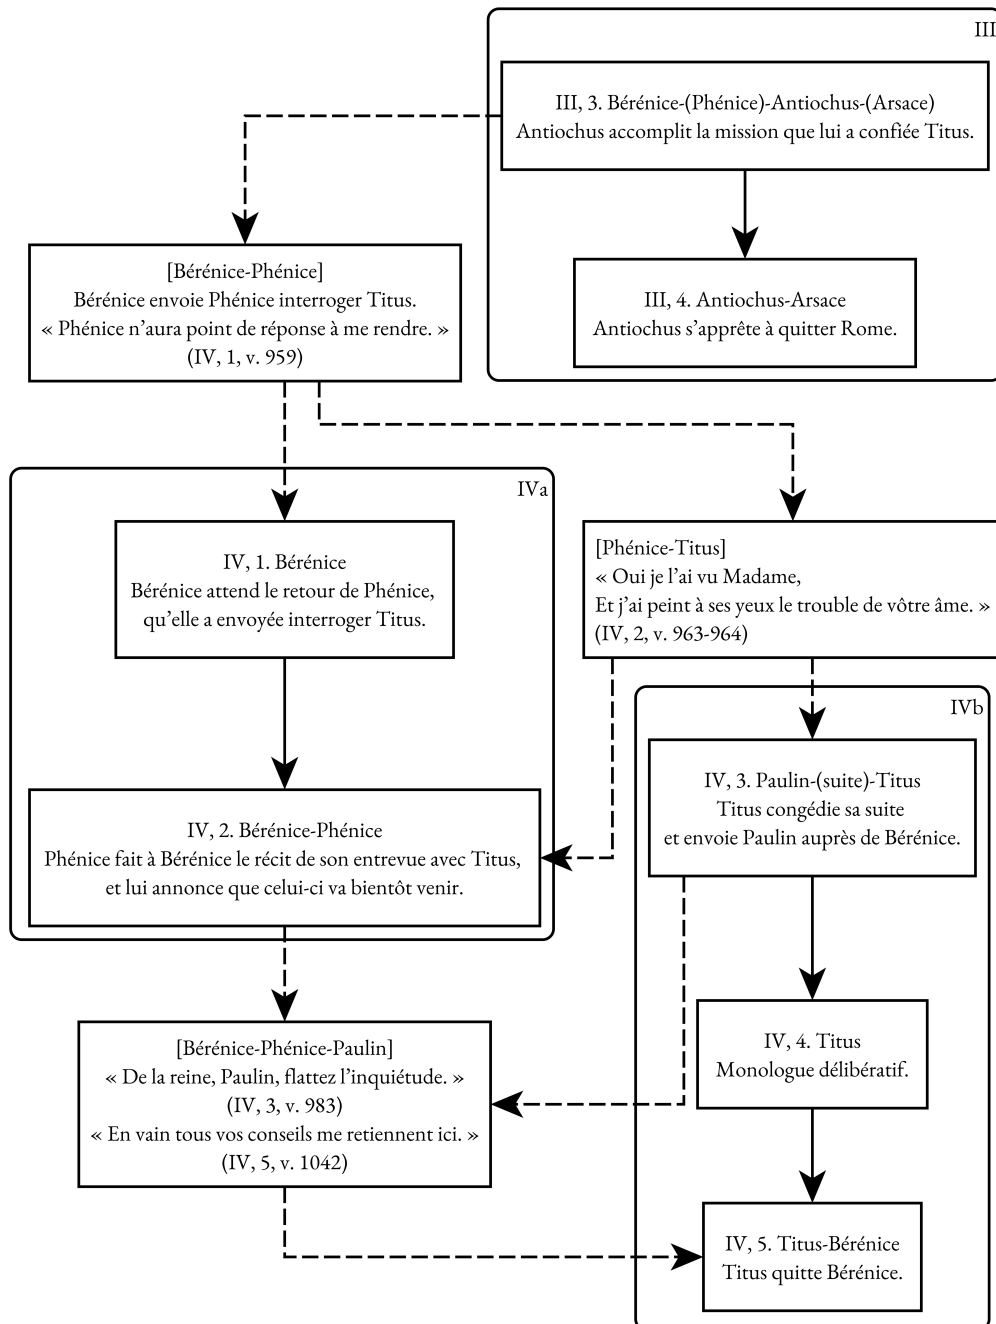 III
III, 3. Bérénice-(Phénice)-Antiochus-(Arsace)
Antiochus accomplit la mission que lui a confiée Titus.
[Bérénice-Phénice]
Bérénice envoie Phénice interroger Titus.
« Phénice n’aura point de réponse à me rendre. »
(IV, 1, v. 959)
III, 4. Antiochus-Arsace
Antiochus s’apprête à quitter Rome.
IVa
IV, 1. Bérénice
Bérénice attend le retour de Phénice,
qu’elle a envoyée interroger Titus.
[Phénice-Titus]
« Oui je l’ai vu Madame,
Et j’ai peint à ses yeux le trouble de vôtre âme. »
(IV, 2, v. 963-964)
IVb
IV, 2. Bérénice-Phénice
Phénice fait à Bérénice le récit de son entrevue avec Titus,
et lui annonce que celui-ci va bientôt venir.
IV, 3. Paulin-(suite)-Titus
Titus congédie sa suite
et envoie Paulin auprès de Bérénice.
[Bérénice-Phénice-Paulin]
« De la reine, Paulin, flattez l’inquiétude. »
(IV, 3, v. 983)
« En vain tous vos conseils me retiennent ici. »
(IV, 5, v. 1042)
IV, 4. Titus
Monologue délibératif.
IV, 5. Titus-Bérénice
Titus quitte Bérénice.